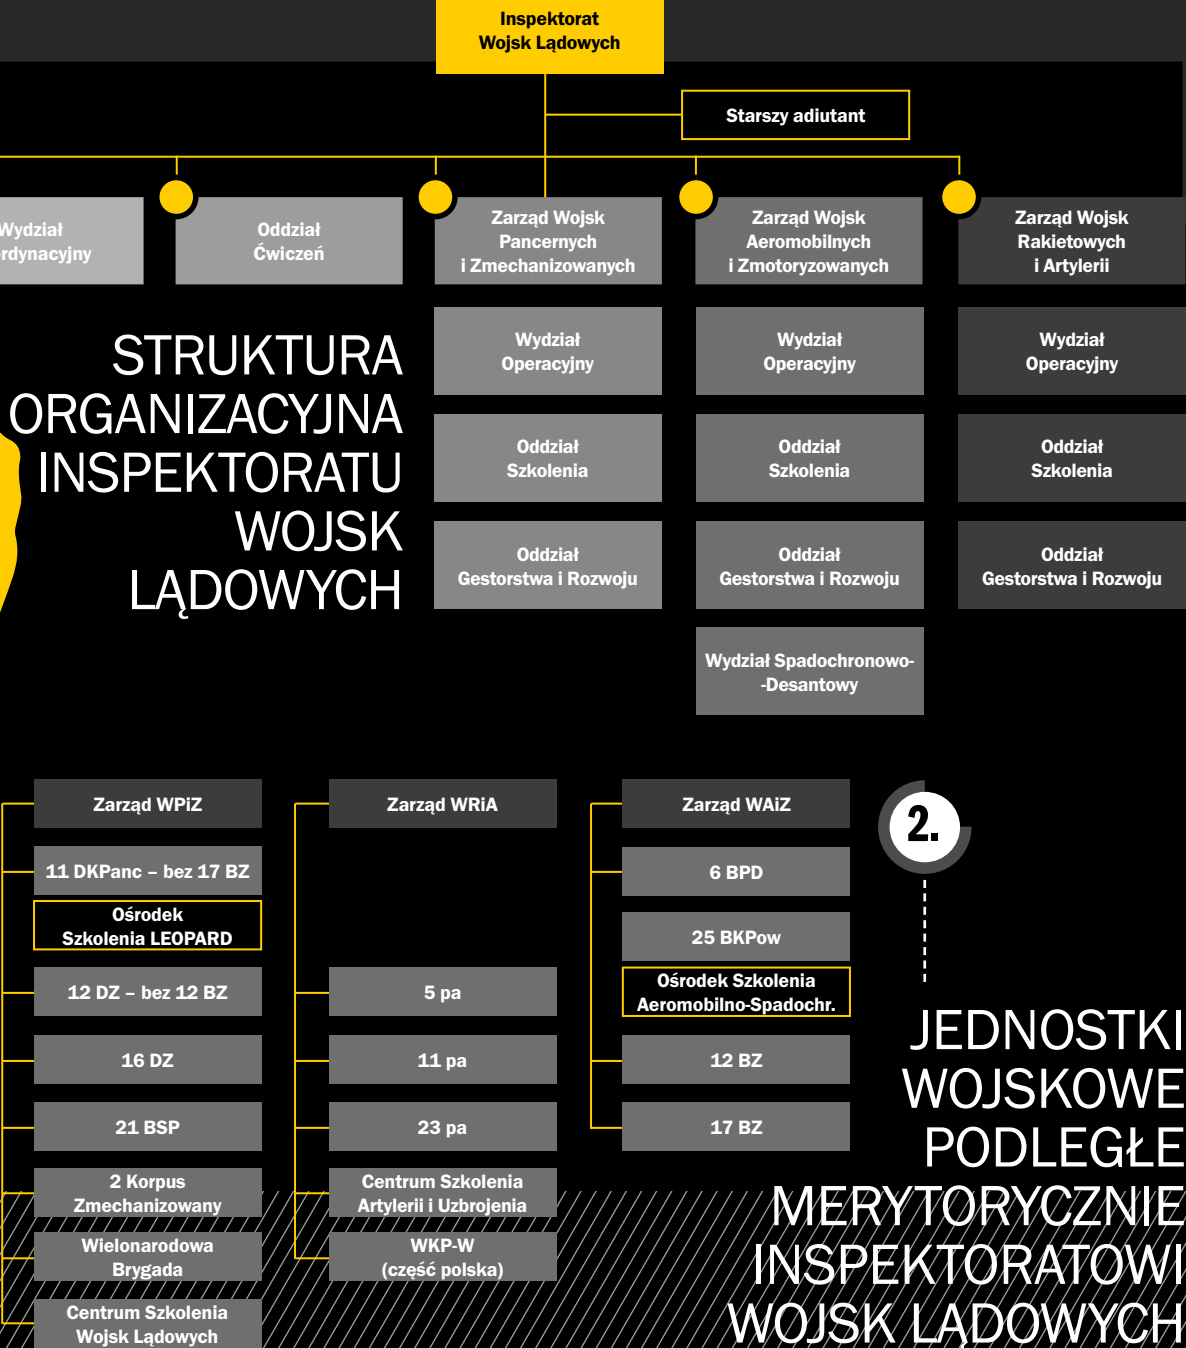 Inspektorat
Wojsk Lądowych
Starszy adiutant
Wydział
rdynacyjny
Oddział
Ćwiczeń
Zarząd Wojsk
Pancernych
i Zmechanizowanych
Zarząd Wojsk
Aeromobilnych
i Zmotoryzowanych
Zarząd Wojsk
Rakietowych
i Artylerii
STRUKTURA
ORGANIZACYJNA
INSPEKTORATU
WOJSK
LĄDOWYCH
Wydział
Operacyjny
Oddział
Szkolenia
Oddział
Gestorstwa i Rozwoju
Wydział
Operacyjny
Oddział
Szkolenia
Oddział
Gestorstwa i Rozwoju
Wydział Spadochronowo-
-Desantowy
Wydział
Operacyjny
Oddział
Szkolenia
Oddział
Gestorstwa i Rozwoju
Zarząd WPiZ
11 DKPanc – bez 17 BZ
Ośrodek
Szkolenia LEOPARD
12 DZ – bez 12 BZ
16 DZ
21 BSP
2 Korpus
Zmechanizowany
Wielonarodowa
Brygada
Centrum Szkolenia
Wojsk Lądowych
Zarząd WRiA
5 pa
11 pa
23 pa
Centrum Szkolenia
Artylerii i Uzbrojenia
WKP-W
(część polska)
Zarząd WAiZ
6 BPD
25 BKPow
Ośrodek Szkolenia
Aeromobilno-Spadochr.
12 BZ
17 BZ
2.
JEDNOSTKI
WOJSKOWE
PODLEGŁE
MERYTORYCZNIE
INSPEKTORATOWI
WOJSK LĄDOWYCH